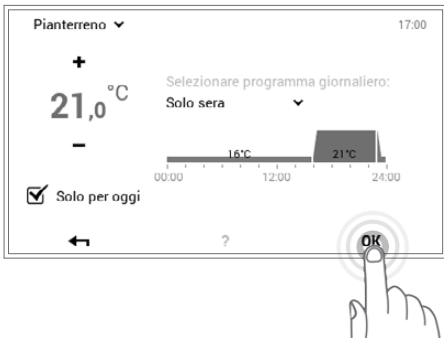 Pianterreno
17:00
+
21,0°C
−
Selezionare programma giornaliero:
Solo sera
16°C
21°C
00:00
12:00
24:00
Solo per oggi
?
OK